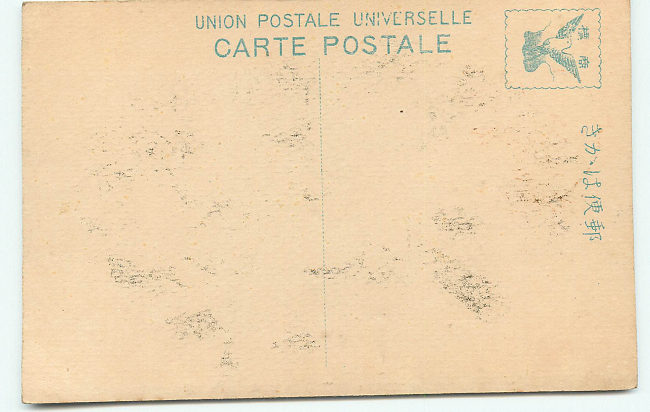 UNION POSTALE UNIVERSELLE
CARTE POSTALE
郵便はかき